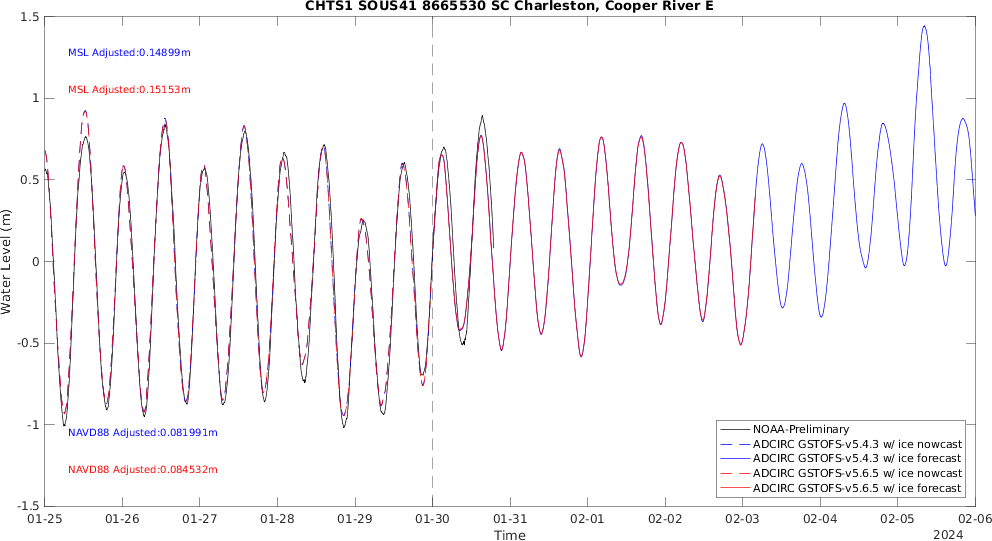 CHTS1 SOUS41 8665530 SC Charleston, Cooper River E
1.5
MSL Adjusted:0.14899m
1
MSL Adjusted:0.15153m
0.5
0
-0.5
-1
-1.5
Water Level (m)
NAVD88 Adjusted:0.081991m
NAVD88 Adjusted:0.084532m
NOAA-Preliminary
ADCIRC GSTOFS-v5.4.3 w/ ice nowcast
ADCIRC GSTOFS-v5.4.3 w/ ice forecast
ADCIRC GSTOFS-v5.6.5 w/ ice nowcast
ADCIRC GSTOFS-v5.6.5 w/ ice forecast
01-25 01-26 01-27 01-28 01-29 01-30 01-31 02-01 02-02 02-03 02-04 02-05 02-06
Time
2024